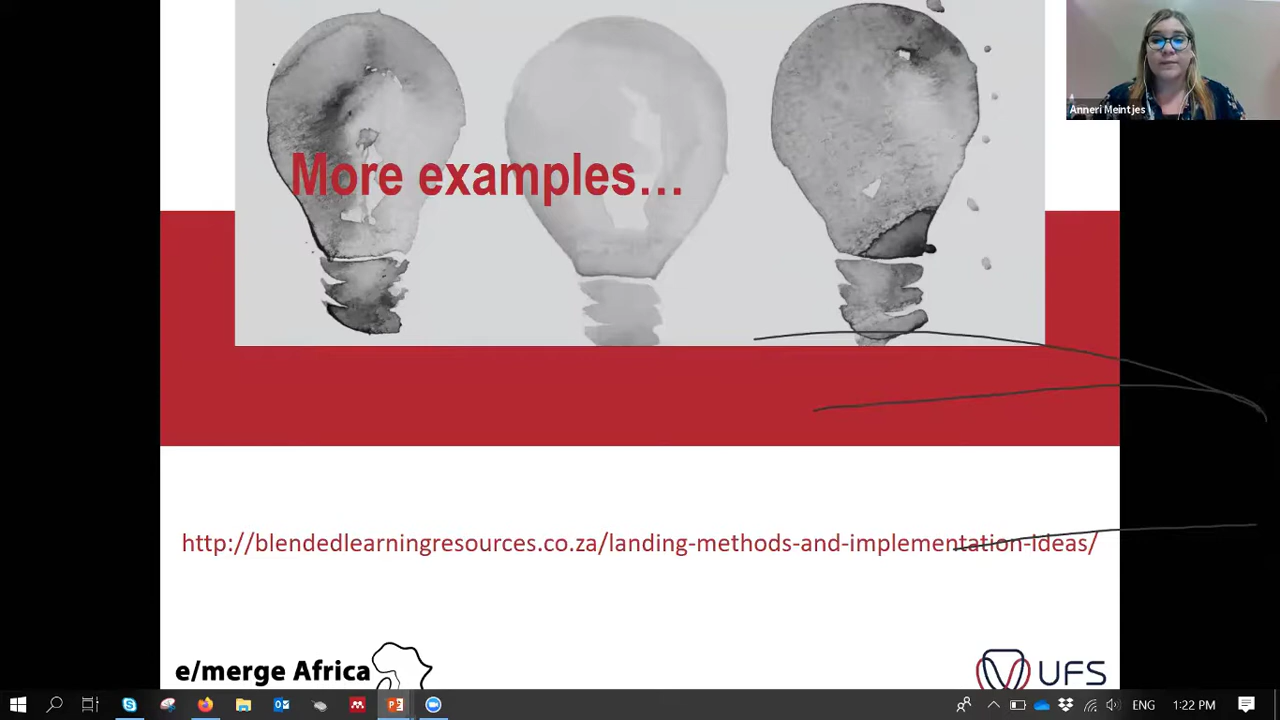 Anneri Meintjes
More examples…
http://blendedlearningresources.co.za/landing-methods-and-implementation-ideas/
e/merge Africa
UFS
ENG
1:22 PM